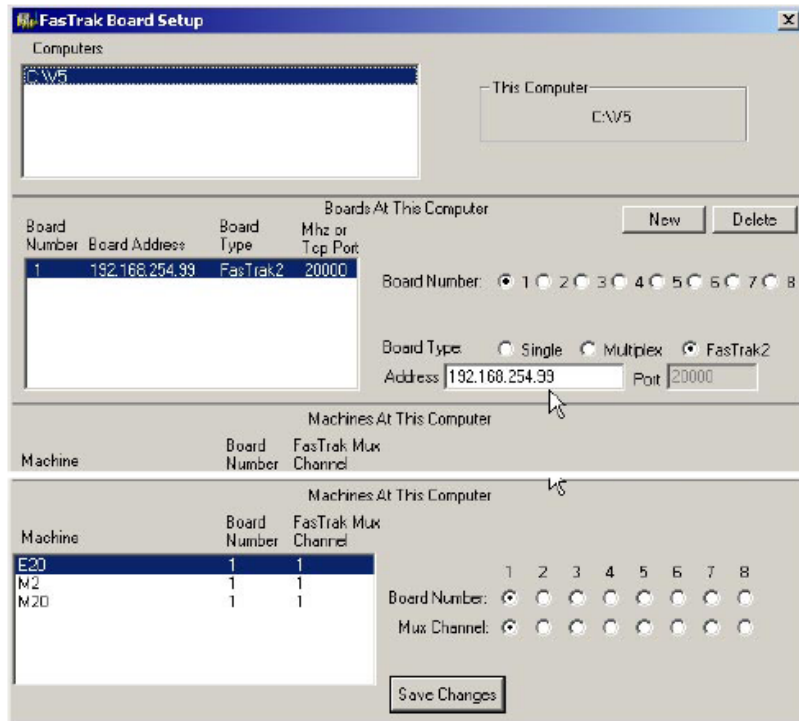 FasTrak Board Setup
Computers
C:\V5
This Computer
C:\V5
Boards At This Computer
New Delete
Board Number Board Address Board Type Mhz or Tcp Port
1 192.168.254.99 FasTrak2 20000
Board Number: 1 2 3 4 5 6 7 8
Board Type: Single Multiplex FasTrak2
Address 192.168.254.99 Port 20000
Machines At This Computer
Machine Board Number FasTrak Mux Channel
Machines At This Computer
Machine Board Number FasTrak Mux Channel
E20 1 1
M2 1 1
M20 1 1
1 2 3 4 5 6 7 8
Board Number:
Mux Channel:
Save Changes